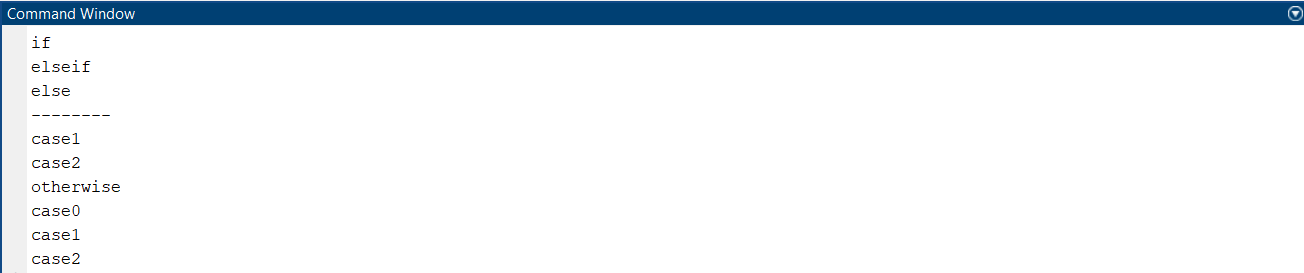 Command Window
if
elseif
else
--------
case1
case2
otherwise
case0
case1
case2